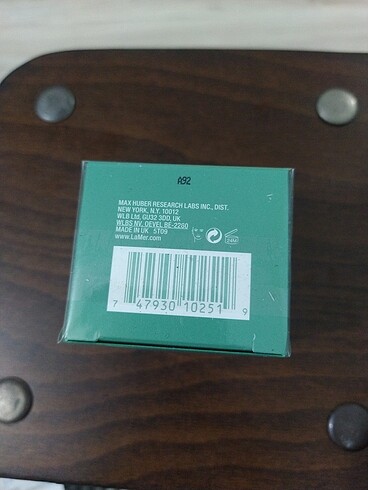 A92
MAX HUBER RESEARCH LABS INC., DIST.
NEW YORK, N.Y. 10012
WLB Ltd. GU32 3DD, UK
WLBS NV, OEVEL BE-2260
MADE IN UK 5T09
www.LaMer.com
24M
7 47930 10251 9